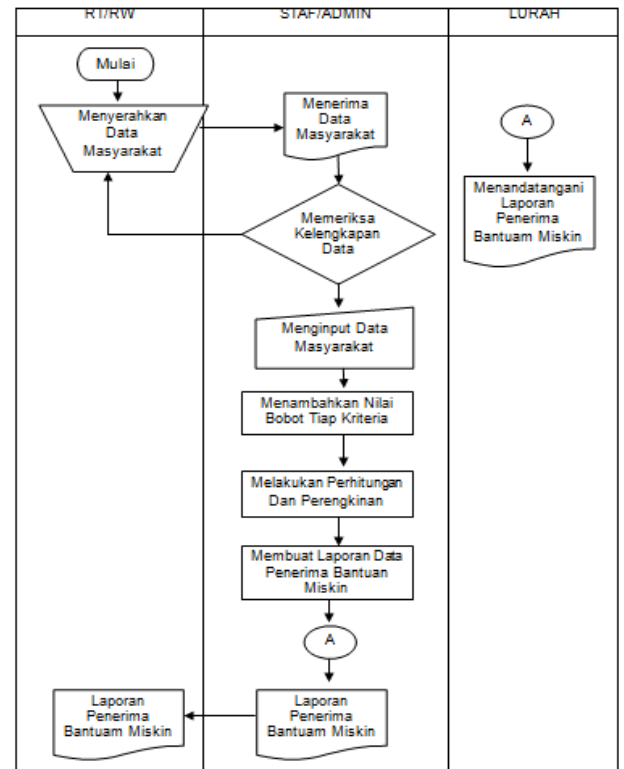 RT/RW
STAF/ADMIN
LURAH
Mulai
Menyerahkan
Data
Masyarakat
Menerima
Data
Masyarakat
Memeriksa
Kelengkapan
Data
Menginput Data
Masyarakat
Menambahkan Nilai
Bobot Tiap Kriteria
Melakukan Perhitungan
Dan Perengkinan
Membuat Laporan Data
Penerima Bantuan
Miskin
A
Laporan
Penerima
Bantuam Miskin
Laporan
Penerima
Bantuam Miskin
A
Menandatangani
Laporan
Penerima
Bantuam Miskin